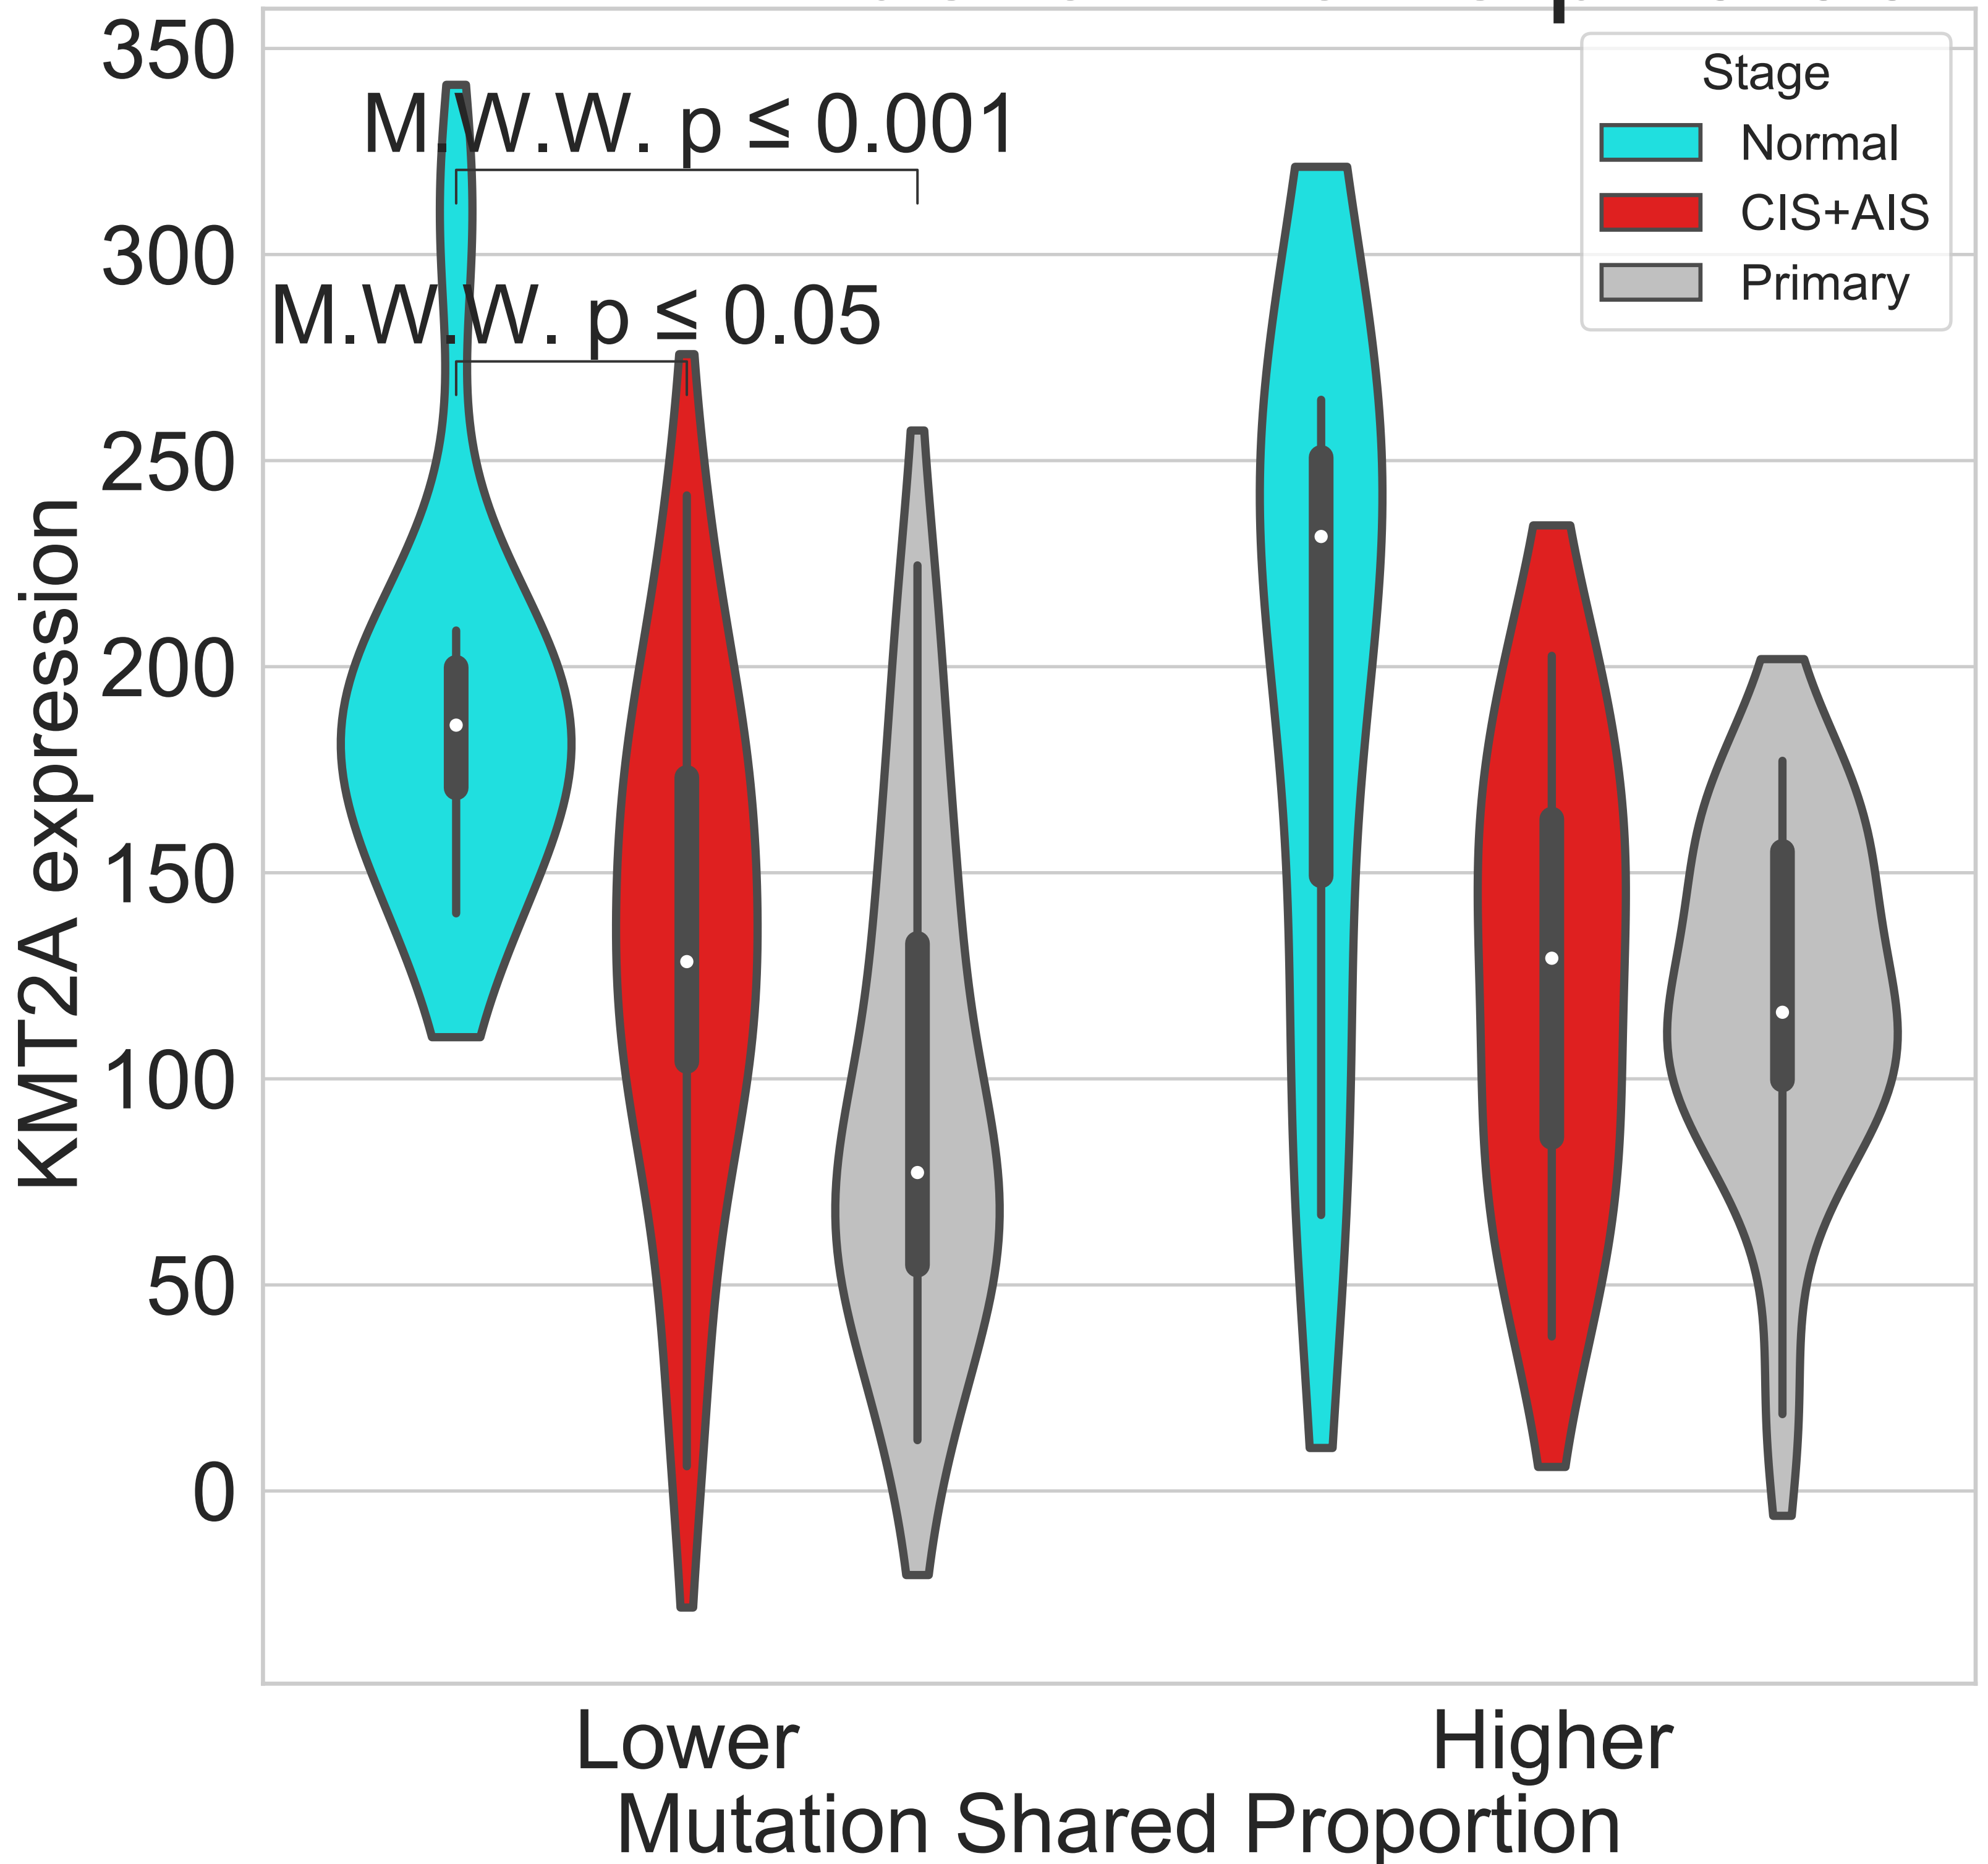 350
300
250
200
150
100
50
0
KMT2A expression
M.W.W. p ≤ 0.001
M.W.W. p ≤ 0.05
Stage
Normal
CIS+AIS
Primary
Lower
Higher
Mutation Shared Proportion